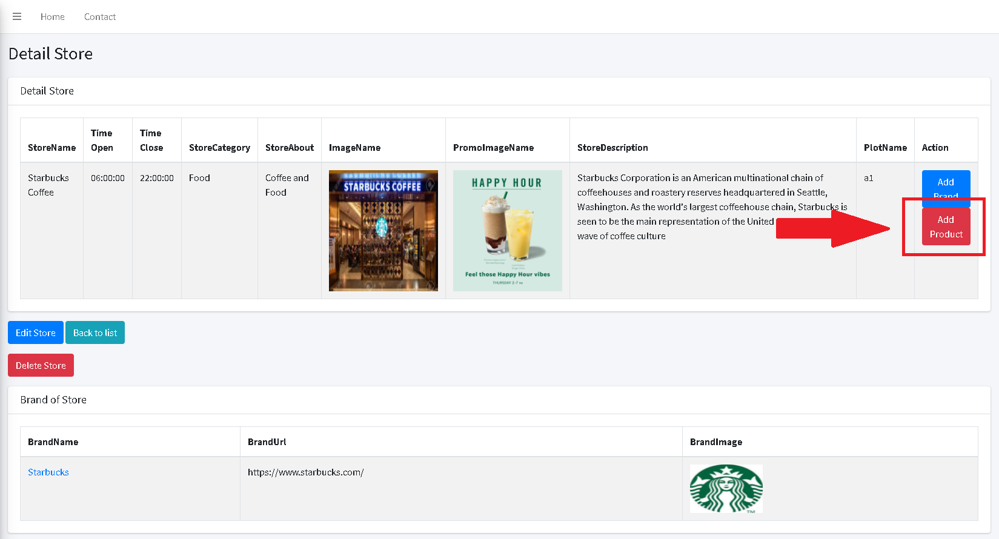 Home Contact
Detail Store
Detail Store
StoreName
Time
Open
Time
Close
StoreCategory
StoreAbout
ImageName
PromoImageName
StoreDescription
PlotName
Action
Starbucks
Coffee
06:00:00
22:00:00
Food
Coffee and
Food
STARBUCKS COFFEE
HAPPY HOUR
Feel those Happy Hour vibes
THURSDAY 2-7 PM
Starbucks Corporation is an American multinational chain of
coffeehouses and roastery reserves headquartered in Seattle,
Washington. As the world's largest coffeehouse chain, Starbucks is
seen to be the main representation of the United
wave of coffee culture
a1
Add
Brand
Add
Product
Edit Store
Back to list
Delete Store
Brand of Store
BrandName
BrandUrl
BrandImage
Starbucks
https://www.starbucks.com/
TM